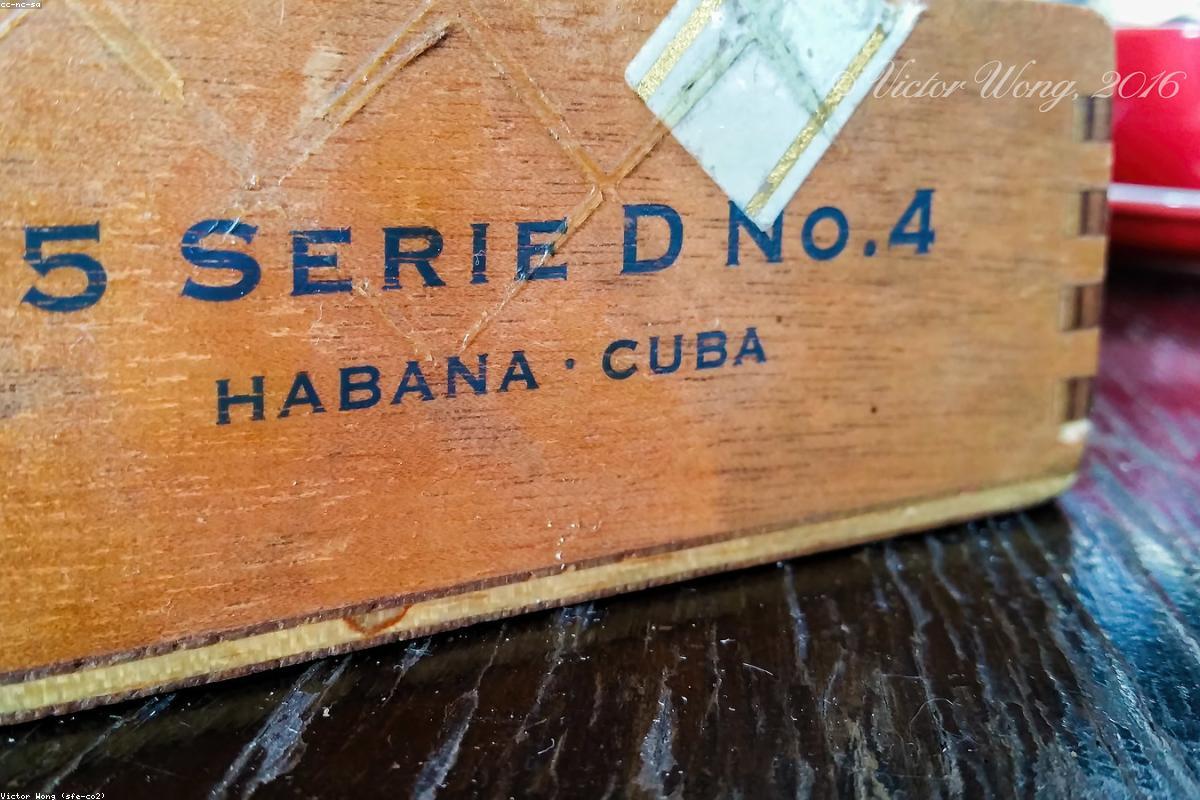 cc-nc-sa
©Victor Wong, 2016
5 SERIE D No.4
HABANA · CUBA
Victor Wong (sfe-co2)